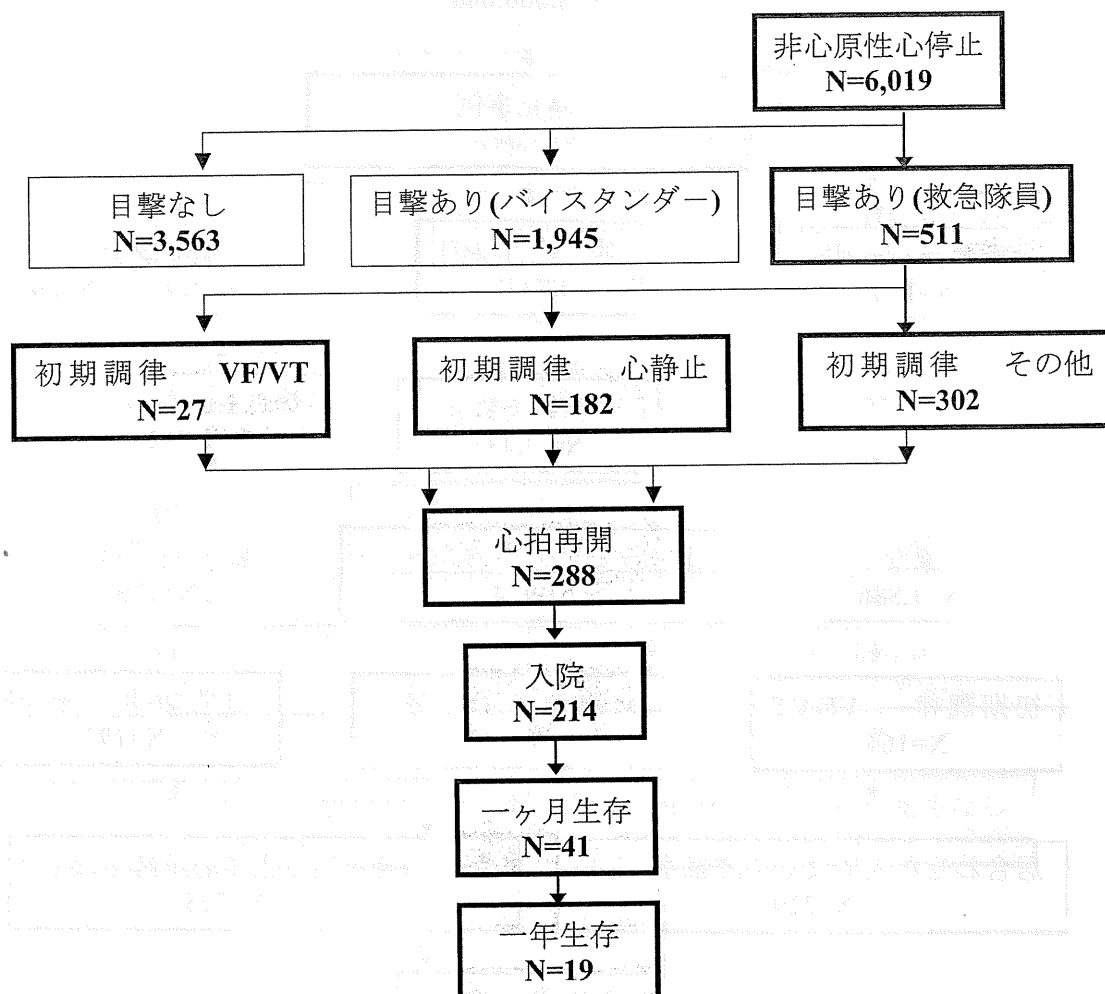 非心原性心停止
N=6,019
目撃なし
N=3,563
目撃あり(バイスタンダー)
N=1,945
目撃あり(救急隊員)
N=511
初期調律 VF/VT
N=27
初期調律 心静止
N=182
初期調律 その他
N=302
心拍再開
N=288
入院
N=214
一ヶ月生存
N=41
一年生存
N=19